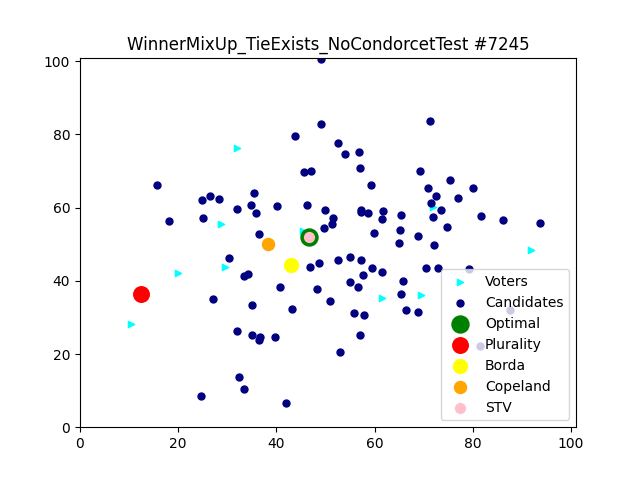 WinnerMixUp_TieExists_NoCondorcetTest #7245
100
80
60
40
20
0
0 20 40 60 80 100
Voters
Candidates
Optimal
Plurality
Borda
Copeland
STV